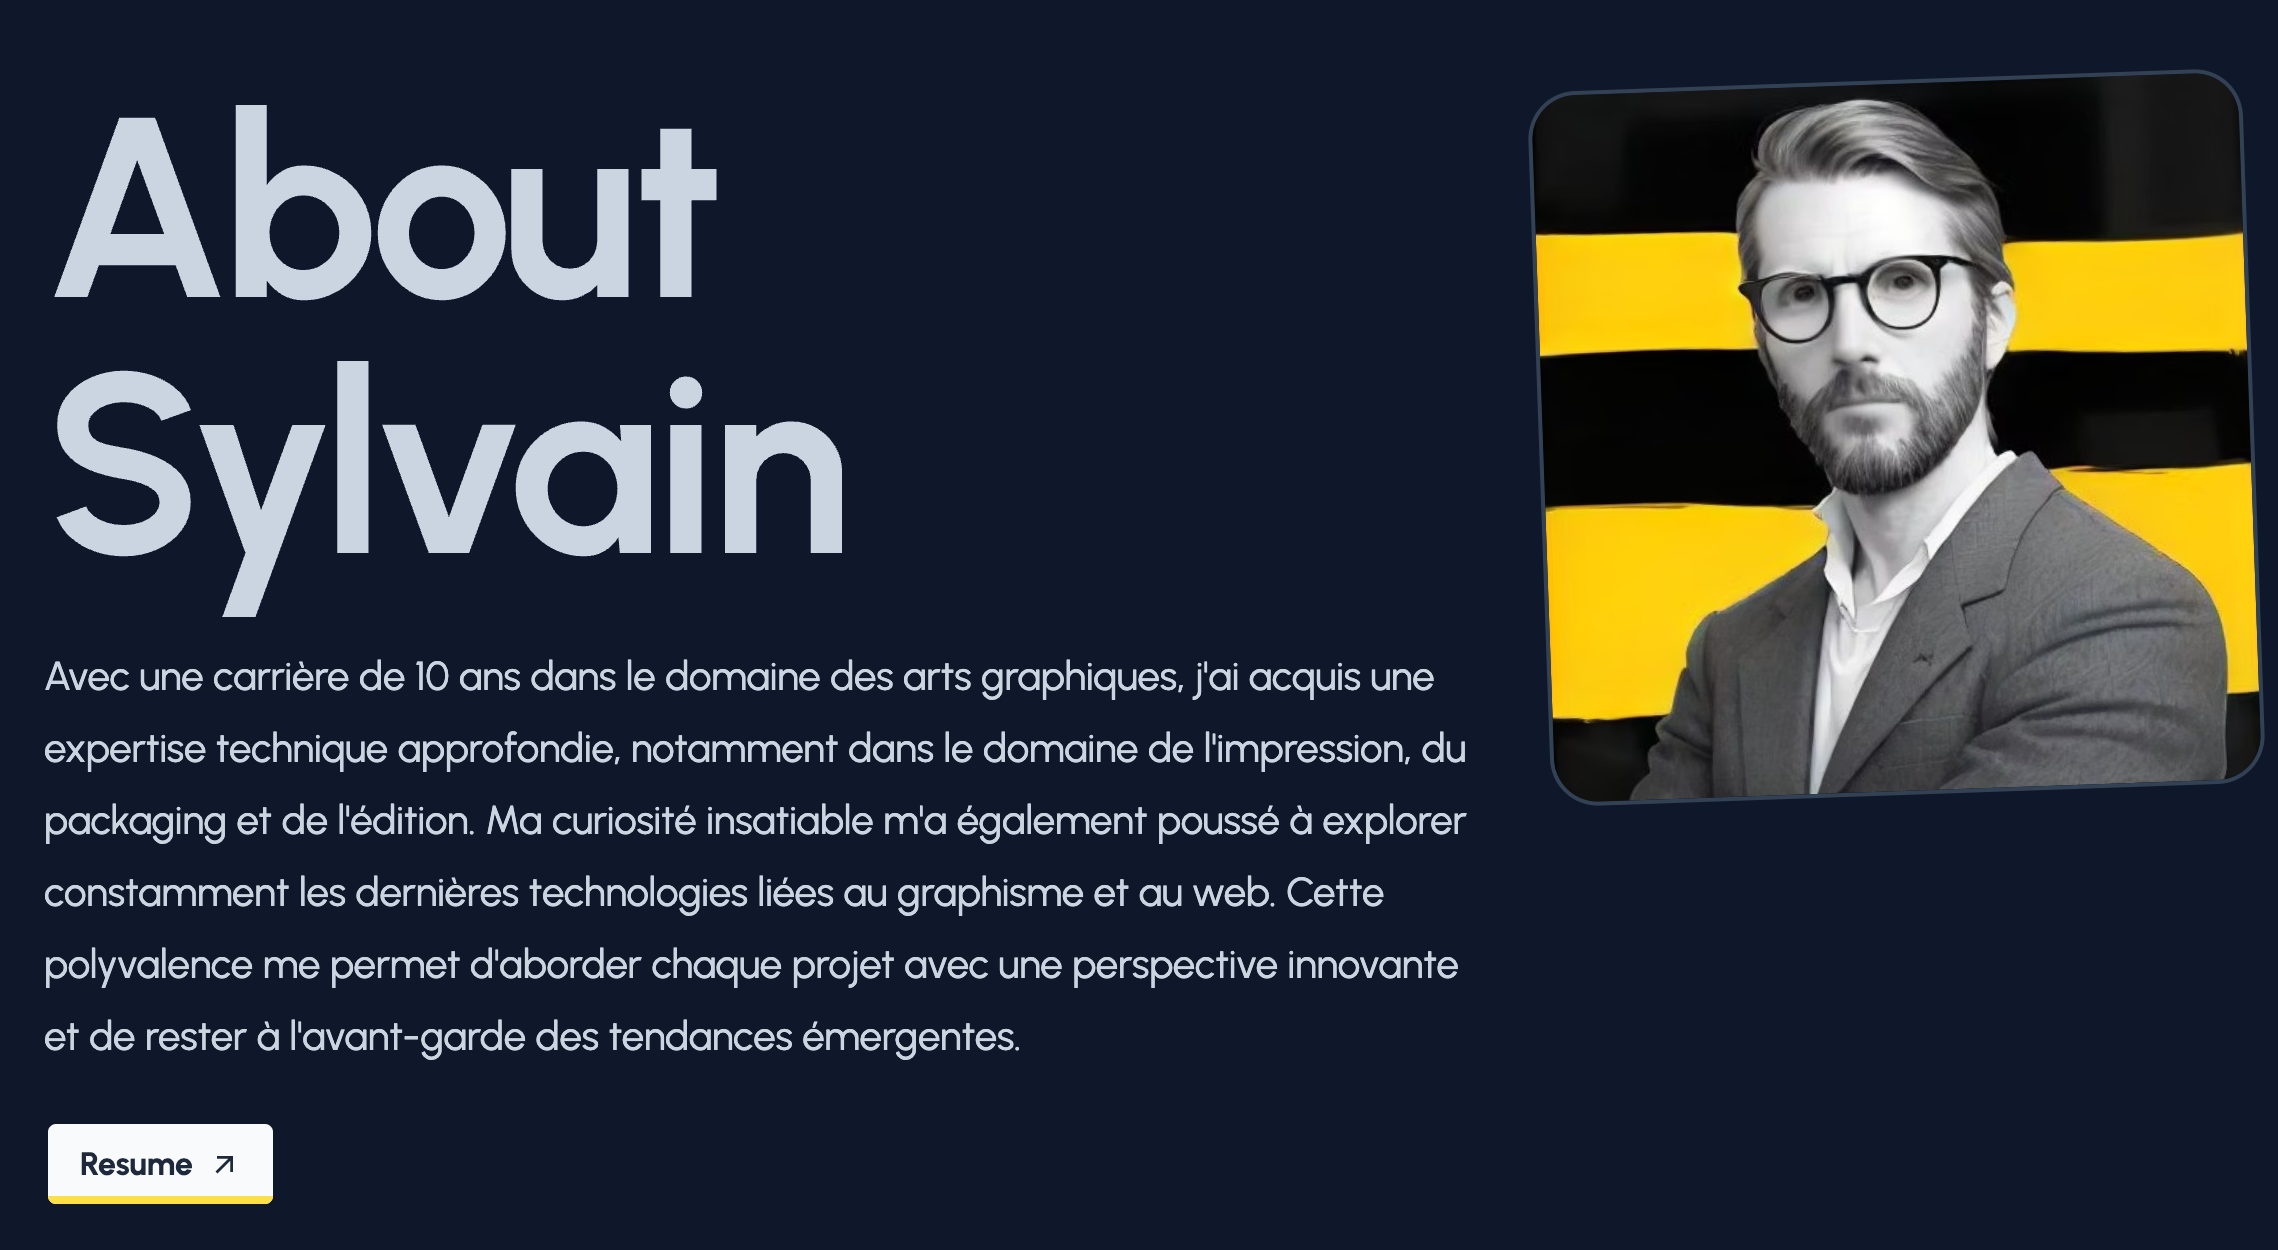 About
Sylvain
Avec une carrière de 10 ans dans le domaine des arts graphiques, j'ai acquis une
expertise technique approfondie, notamment dans le domaine de l'impression, du
packaging et de l'édition. Ma curiosité insatiable m'a également poussé à explorer
constamment les dernières technologies liées au graphisme et au web. Cette
polyvalence me permet d'aborder chaque projet avec une perspective innovante
et de rester à l'avant-garde des tendances émergentes.
Resume